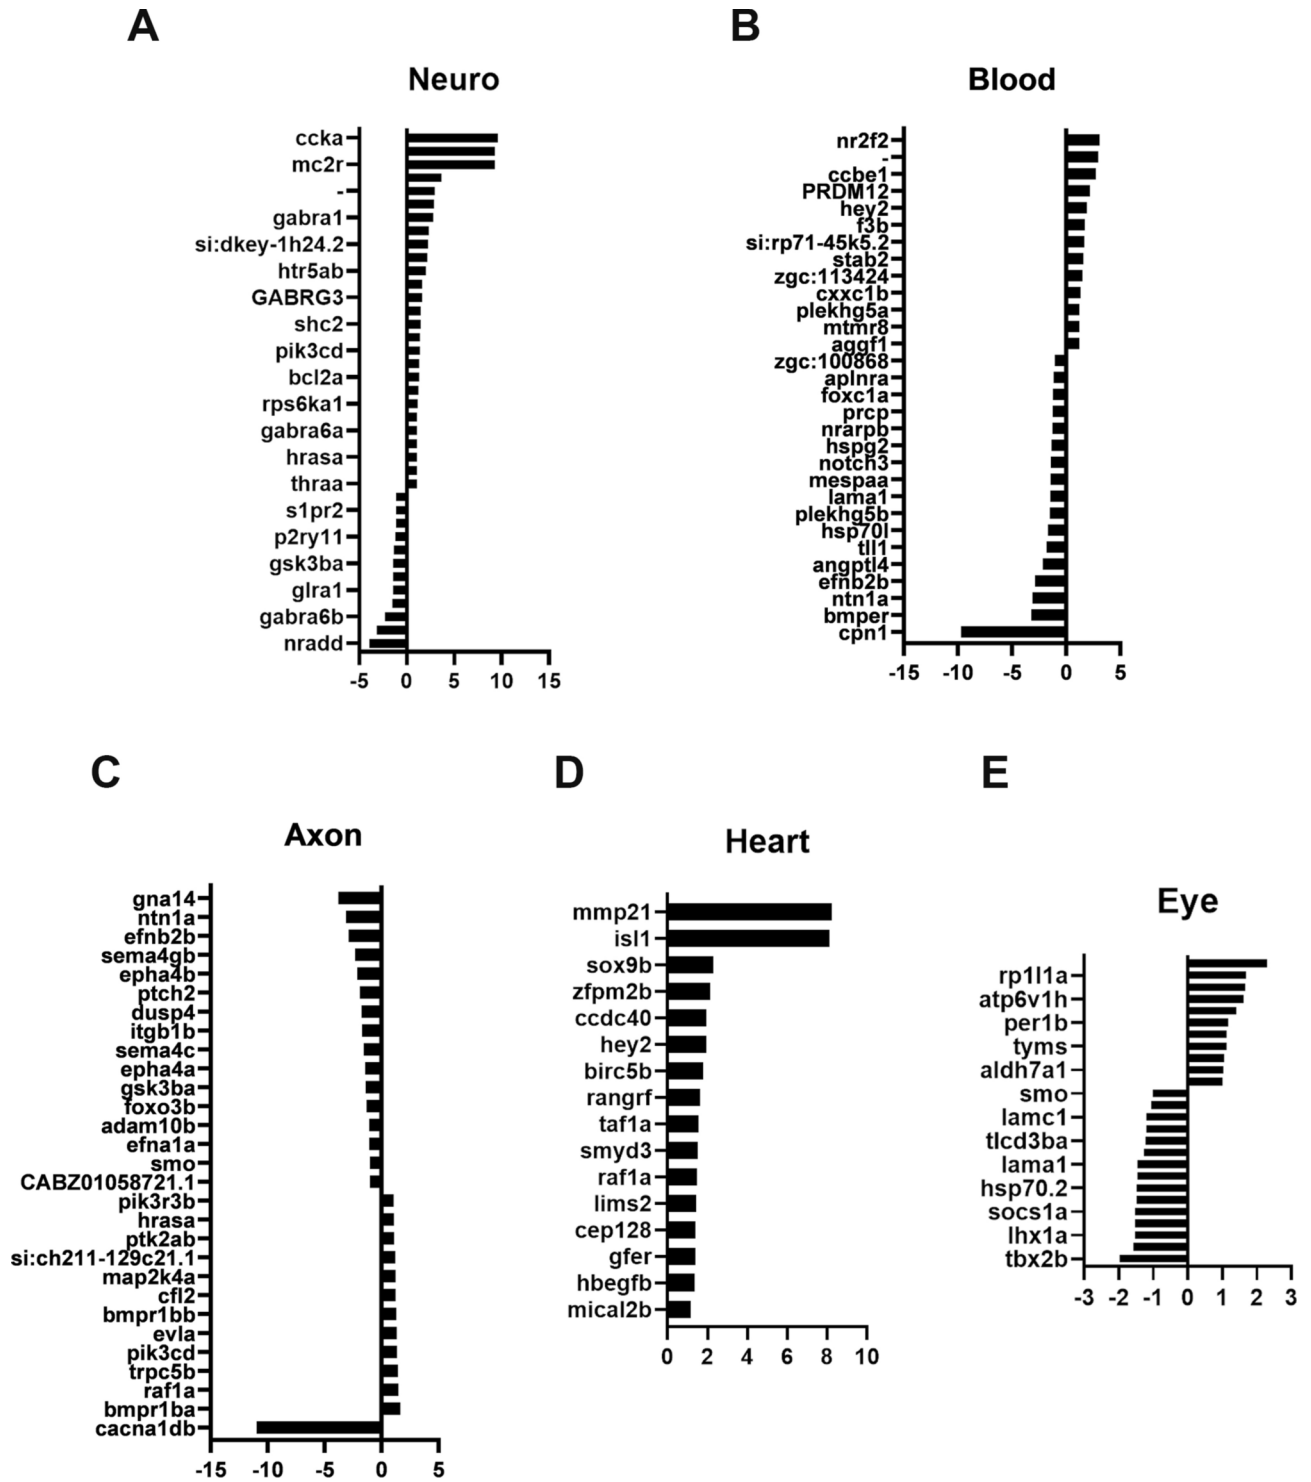 A
Neuro
ccka
mc2r
-
gabra1
si:dkey-1h24.2
htr5ab
GABRG3
shc2
pik3cd
bcl2a
rps6ka1
gabra6a
hrasa
thraa
s1pr2
p2ry11
gsk3ba
glra1
gabra6b
nradd
-5 0 5 10 15
B
Blood
nr2f2
-
ccbe1
PRDM12
hey2
f3b
si:rp71-45k5.2
stab2
zgc:113424
cxxc1b
plekhg5a
mtmr8
aggf1
zgc:100868
aplnra
foxc1a
prcp
nrarpb
hspg2
notch3
mespaa
lama1
plekhg5b
hsp70l
tll1
angptl4
efnb2b
ntn1a
bmper
cpn1
-15 -10 -5 0 5
C
Axon
gna14
ntn1a
efnb2b
sema4gb
epha4b
ptch2
dusp4
itgb1b
sema4c
epha4a
gsk3ba
foxo3b
adam10b
efna1a
smo
CABZ01058721.1
pik3r3b
hrasa
ptk2ab
si:ch211-129c21.1
map2k4a
cfl2
bmpr1bb
evla
pik3cd
trpc5b
raf1a
bmpr1ba
cacna1db
-15 -10 -5 0 5
D
Heart
mmp21
isl1
sox9b
zfpm2b
ccdc40
hey2
birc5b
rangrf
taf1a
smyd3
raf1a
lims2
cep128
gfer
hbegfb
mical2b
0 2 4 6 8 10
E
Eye
rp1l1a
atp6v1h
per1b
tyms
aldh7a1
smo
lamc1
tlcd3ba
lama1
hsp70.2
socs1a
lhx1a
tbx2b
-3 -2 -1 0 1 2 3